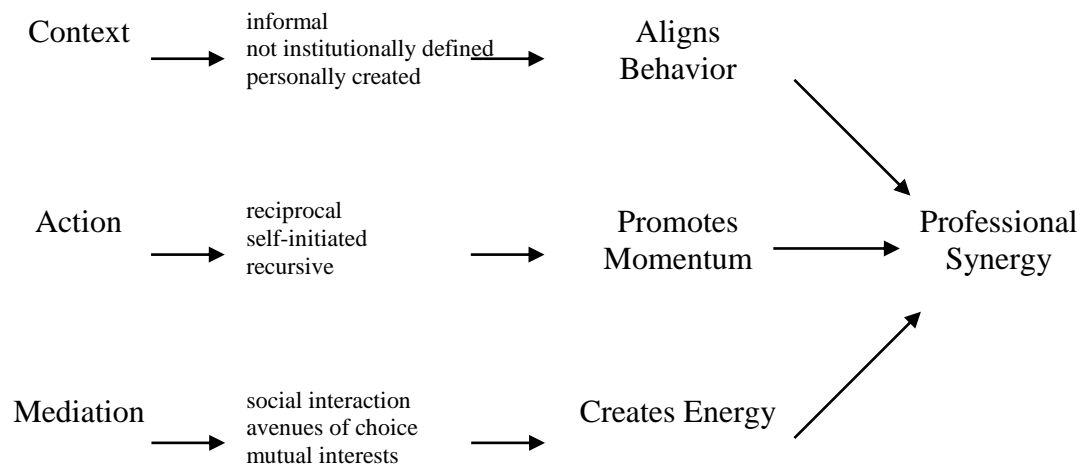 Context
informal
not institutionally defined
personally created
Aligns
Behavior
Action
reciprocal
self-initiated
recursive
Promotes
Momentum
Professional
Synergy
Mediation
social interaction
avenues of choice
mutual interests
Creates Energy